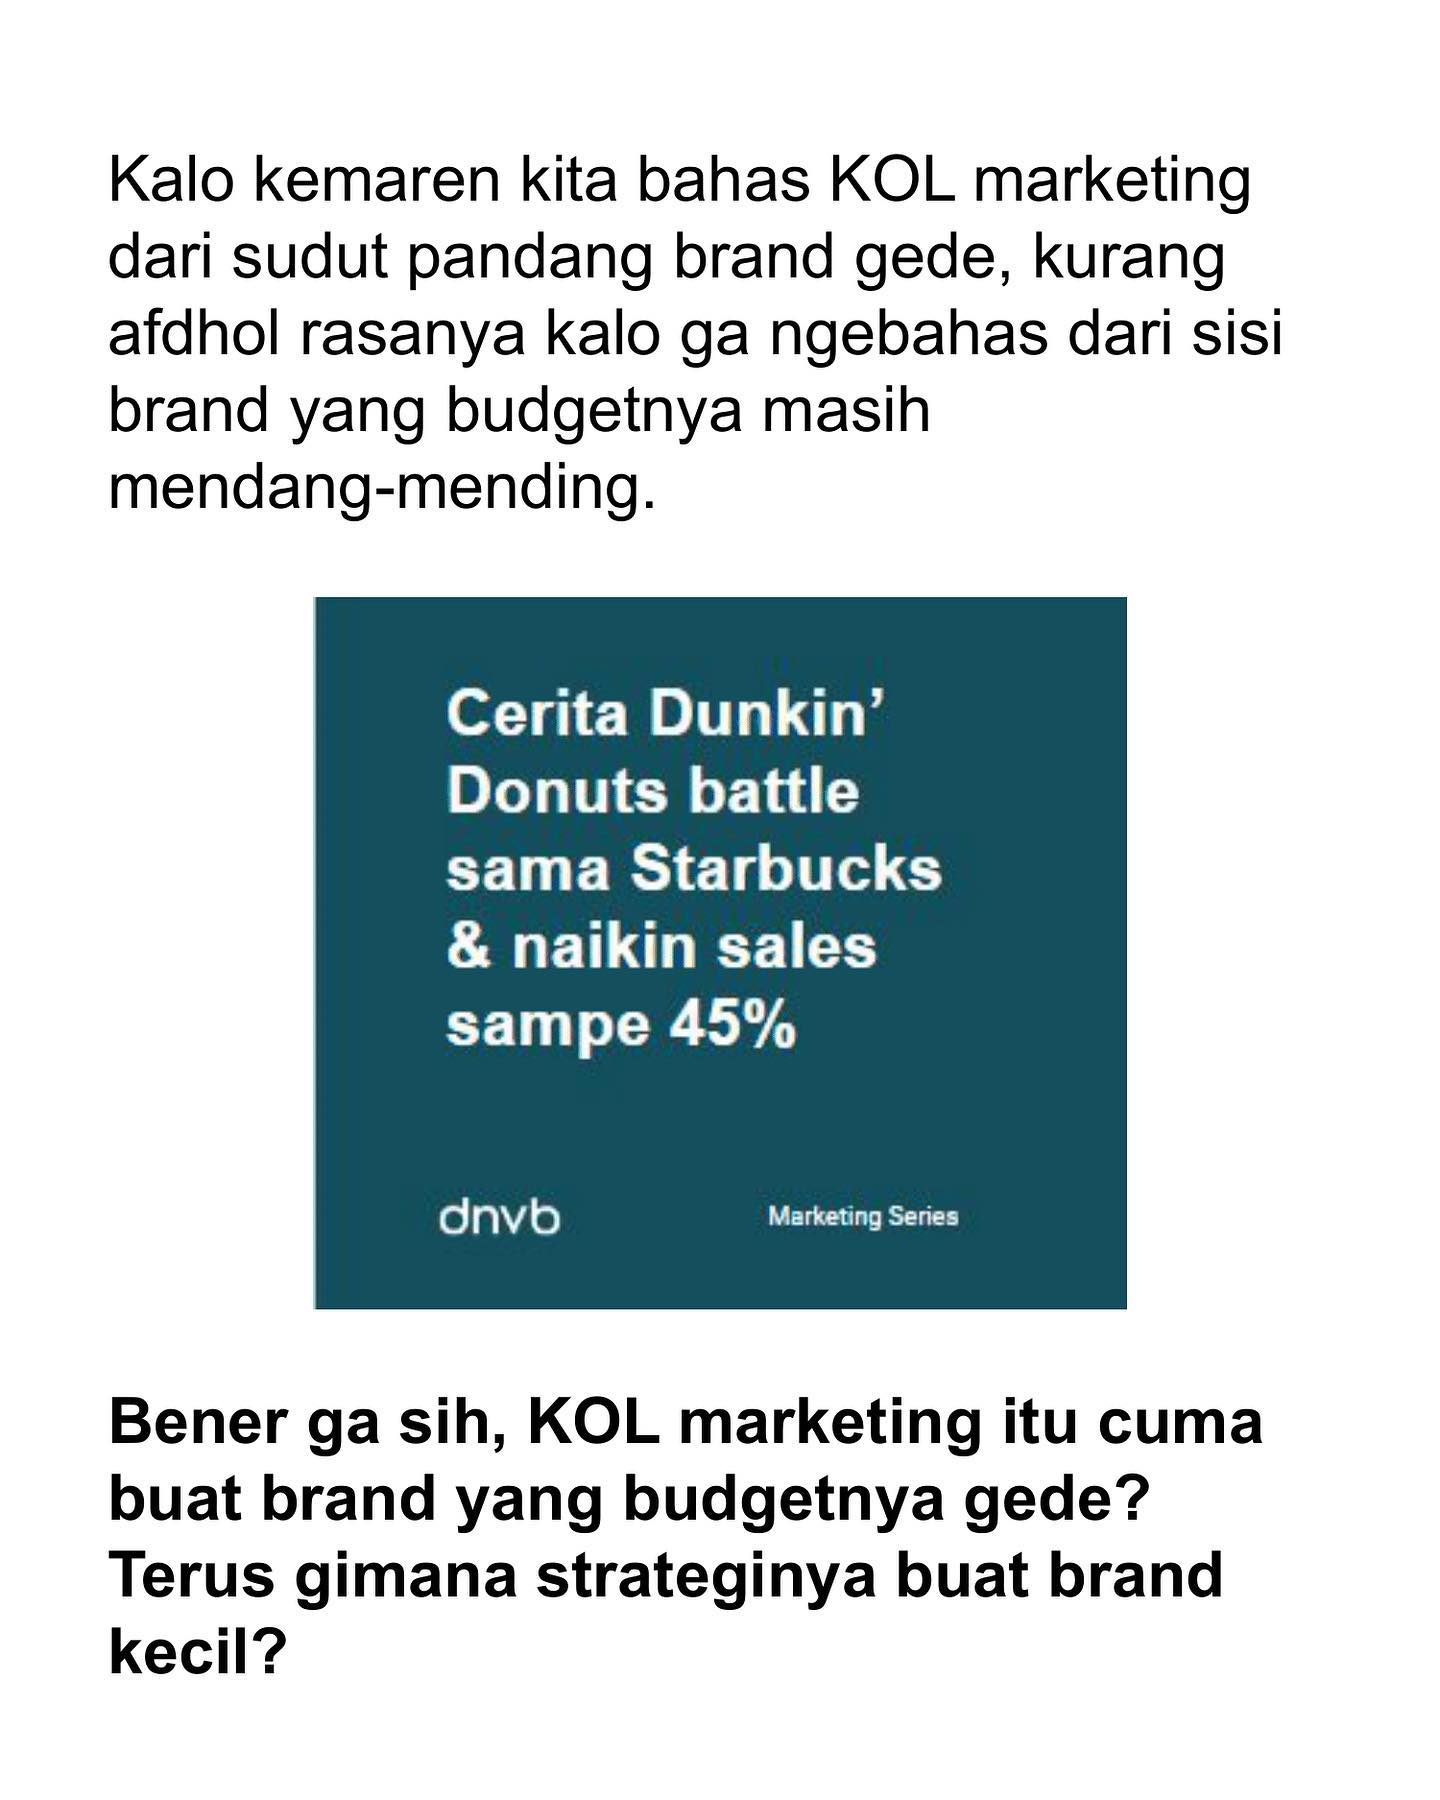 Kalo kemaren kita bahas KOL marketing
dari sudut pandang brand gede, kurang
afdhol rasanya kalo ga ngebahas dari sisi
brand yang budgetnya masih
mendang-mending.
Cerita Dunkin’
Donuts battle
sama Starbucks
& naikin sales
sampe 45%
dnvb
Marketing Series
Bener ga sih, KOL marketing itu cuma
buat brand yang budgetnya gede?
Terus gimana strateginya buat brand
kecil?